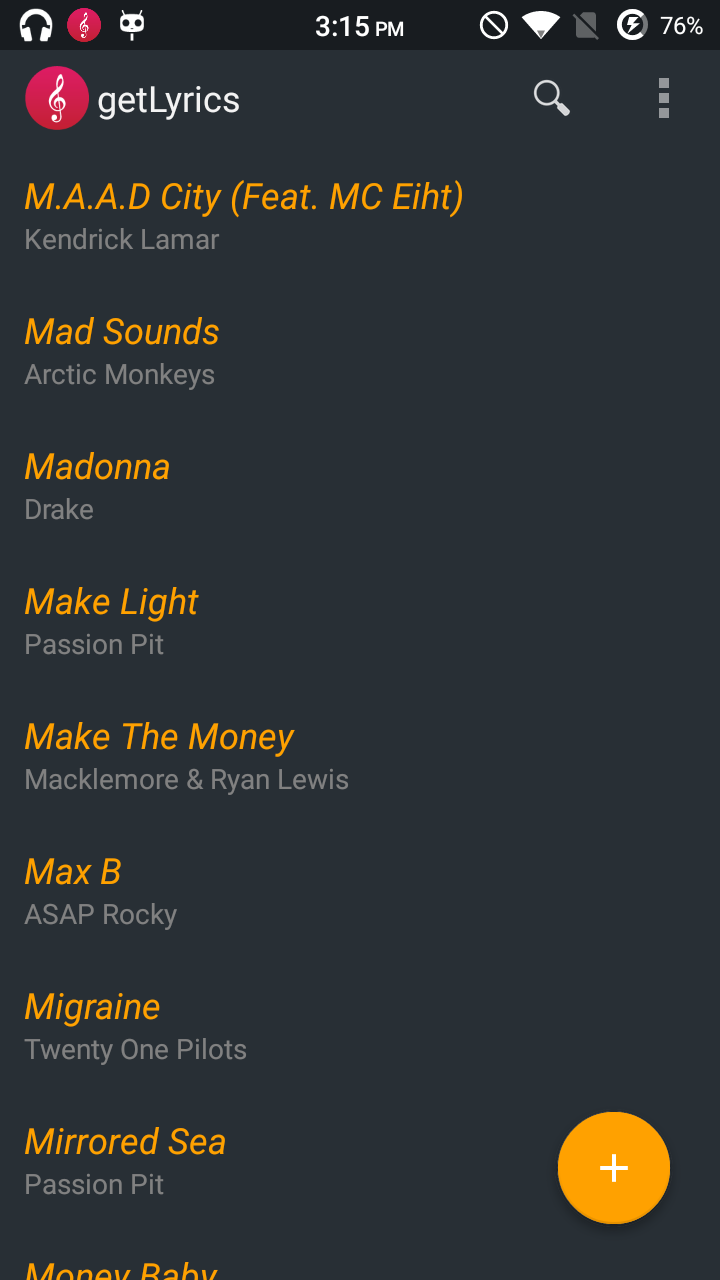 3:15 PM
76%
getLyrics
M.A.A.D City (Feat. MC Eiht)
Kendrick Lamar
Mad Sounds
Arctic Monkeys
Madonna
Drake
Make Light
Passion Pit
Make The Money
Macklemore & Ryan Lewis
Max B
ASAP Rocky
Migraine
Twenty One Pilots
Mirrored Sea
Passion Pit
Money Baby